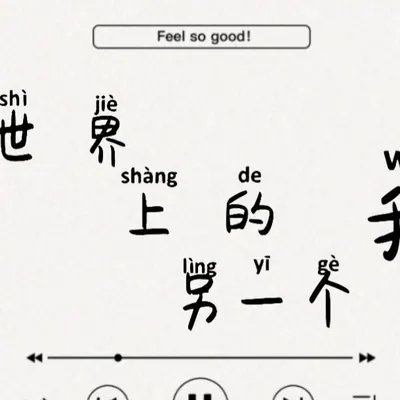 Feel so good!
shì jiè
世界
shàng de
上的
lìng yī gè
另一个